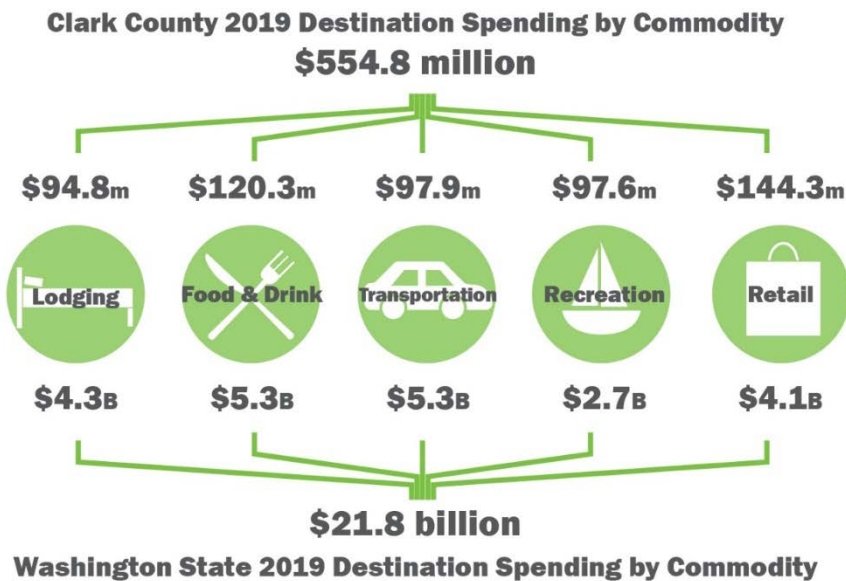 Clark County 2019 Destination Spending by Commodity
$554.8 million
$94.8m $120.3m $97.9m $97.6m $144.3m
Lodging Food & Drink Transportation Recreation Retail
$4.3B $5.3B $5.3B $2.7B $4.1B
$21.8 billion
Washington State 2019 Destination Spending by Commodity